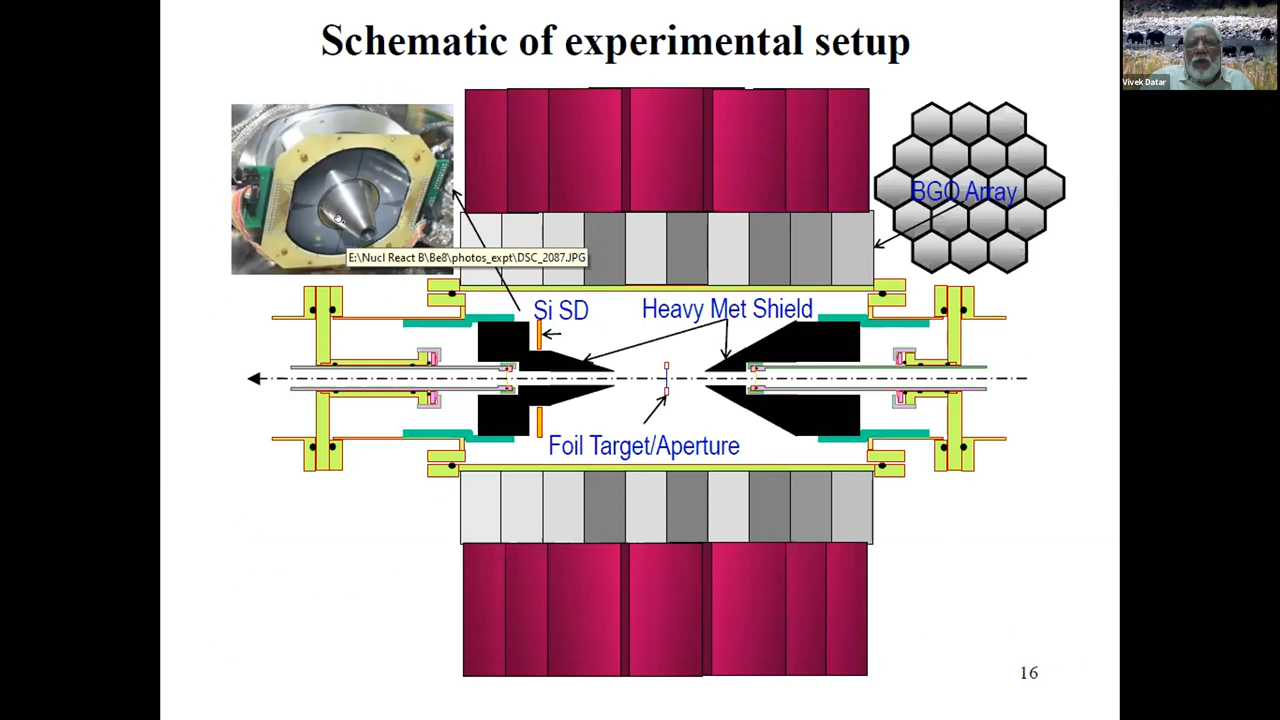 Schematic of experimental setup
Vivek Datar
BGO Array
E:\Nucl React B\Be8\photos_expt\DSC_2087.JPG
Si SD
Heavy Met Shield
Foil Target/Aperture
16